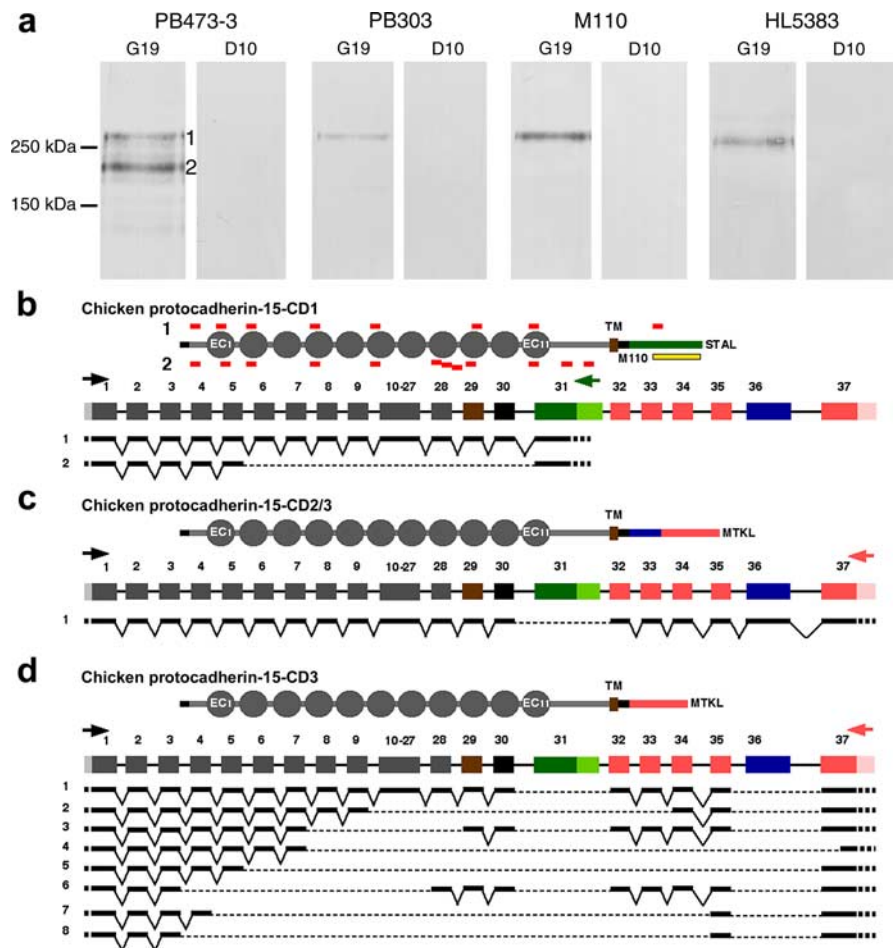 a
PB473-3 PB303 M110 HL5383
G19 D10 G19 D10 G19 D10 G19 D10
250 kDa 1
2
150 kDa
b
Chicken protocadherin-15-CD1
1 TM
EC1 EC11 STAL
2 M110
1 2 3 4 5 6 7 8 9 10-27 28 29 30 31 32 33 34 35 36 37
1
2
c
Chicken protocadherin-15-CD2/3
TM
EC1 EC11 MTKL
1 2 3 4 5 6 7 8 9 10-27 28 29 30 31 32 33 34 35 36 37
1
d
Chicken protocadherin-15-CD3
TM
EC1 EC11 MTKL
1 2 3 4 5 6 7 8 9 10-27 28 29 30 31 32 33 34 35 36 37
1
2
3
4
5
6
7
8